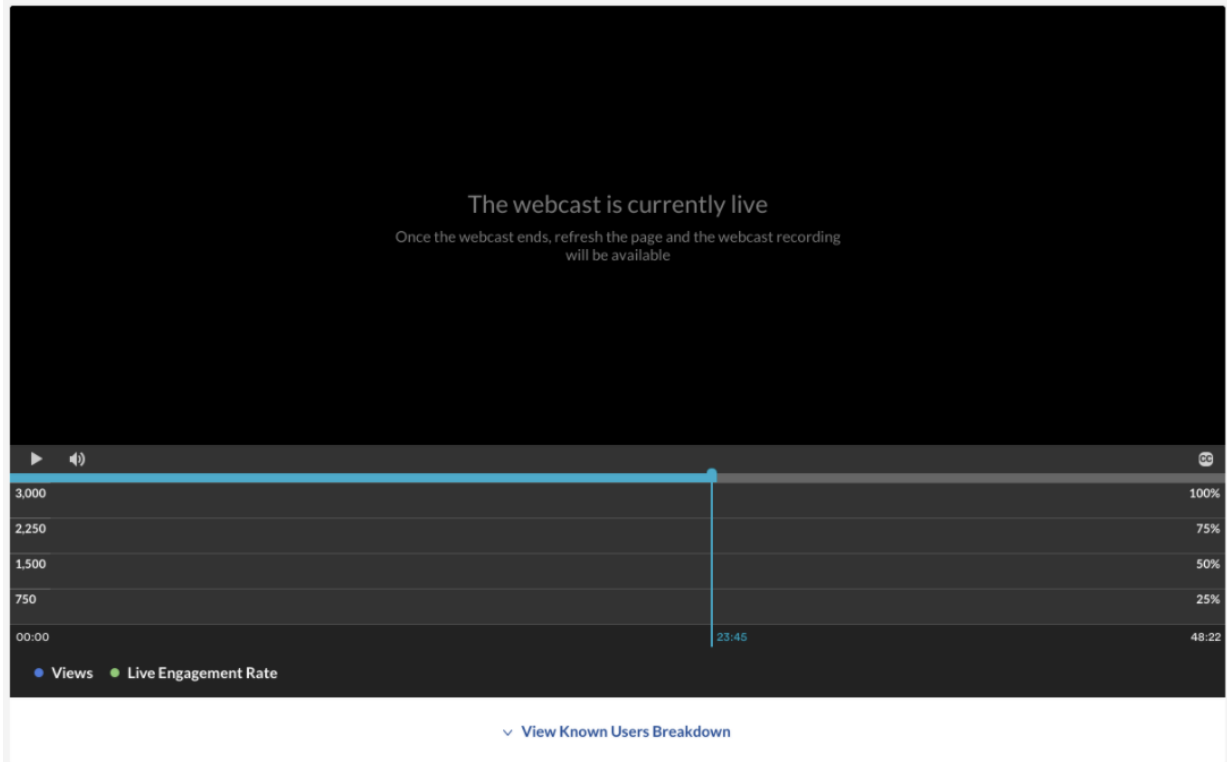 The webcast is currently live
Once the webcast ends, refresh the page and the webcast recording
will be available
CC
3,000 100%
2,250 75%
1,500 50%
750 25%
00:00 23:45 48:22
Views Live Engagement Rate
View Known Users Breakdown